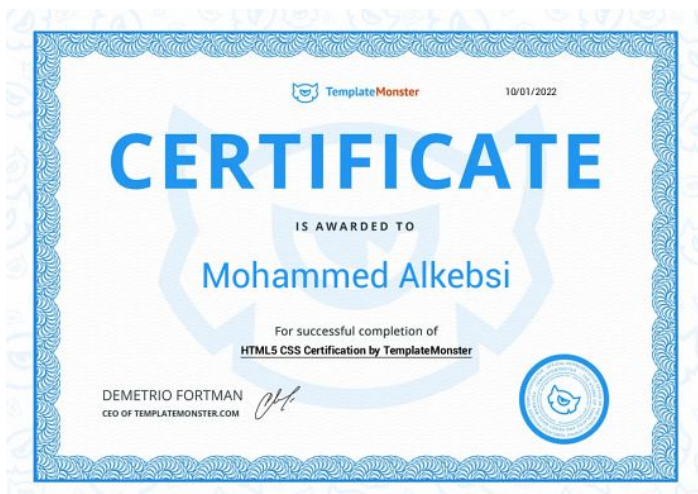 TemplateMonster
10/01/2022
CERTIFICATE
IS AWARDED TO
Mohammed Alkebsi
For successful completion of
HTML5 CSS Certification by TemplateMonster
DEMETRIO FORTMAN
CEO OF TEMPLATEMONSTER.COM